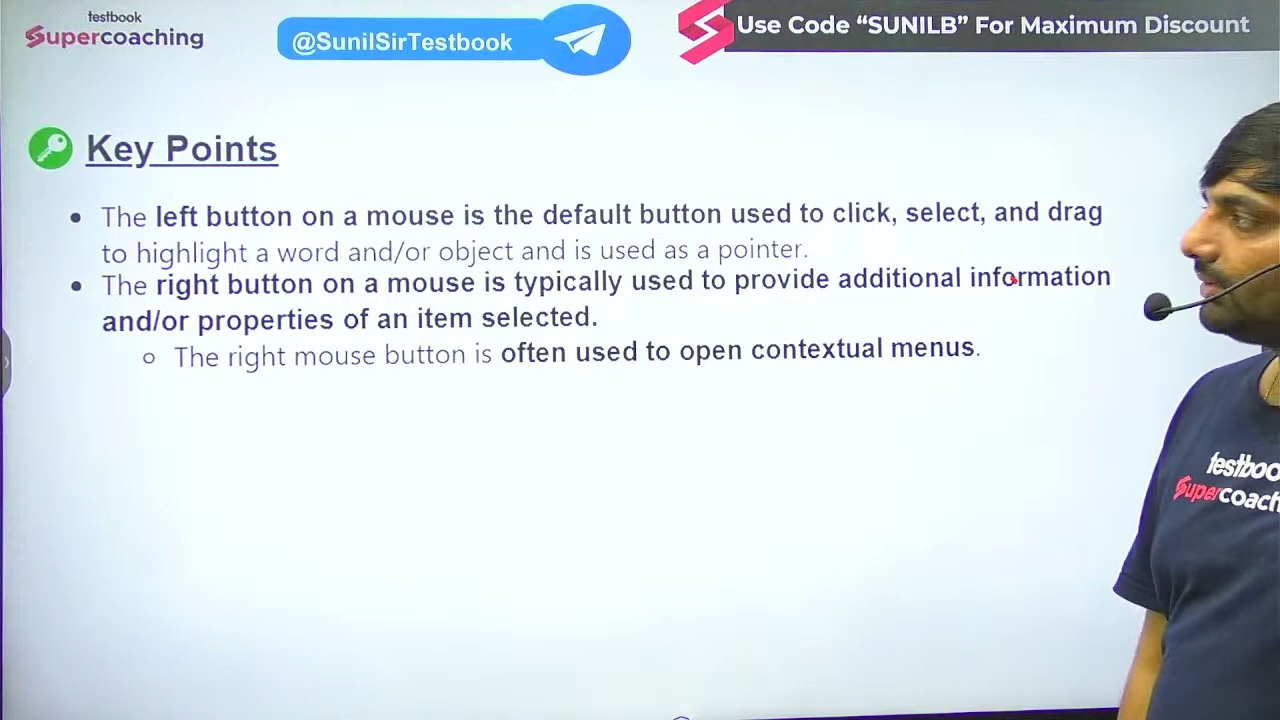 testbook
Supercoaching
@SunilSirTestbook
Use Code “SUNILB” For Maximum Discount
Key Points
• The left button on a mouse is the default button used to click, select, and drag
to highlight a word and/or object and is used as a pointer.
• The right button on a mouse is typically used to provide additional information
and/or properties of an item selected.
o The right mouse button is often used to open contextual menus.
testboo
Supercoach